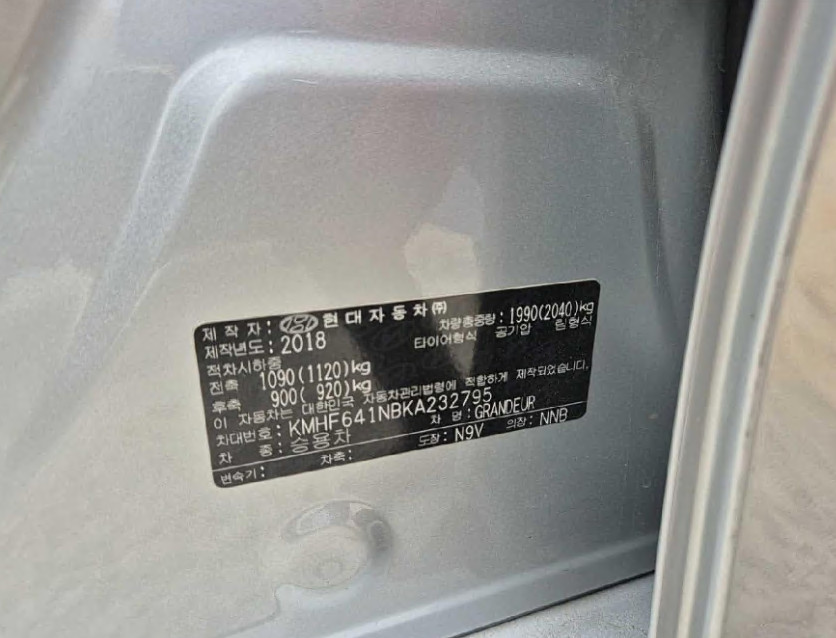 제 작 자 : 현대자동차㈜
제작년도 : 2018 차량총중량 : 1990(2040)kg
적차시하중 타이어형식 공기압 림형식
전축 1090(1120)kg
후축 900( 920)kg
이 자동차는 대한민국 자동차관리법령에 적합하게 제작되었습니다.
차대번호 : KMHF641NBKA232795
차 종 : 승용차 차 명 : GRANDEUR
변속기 : 차축 : 도장 : N9V 의장 : NNB